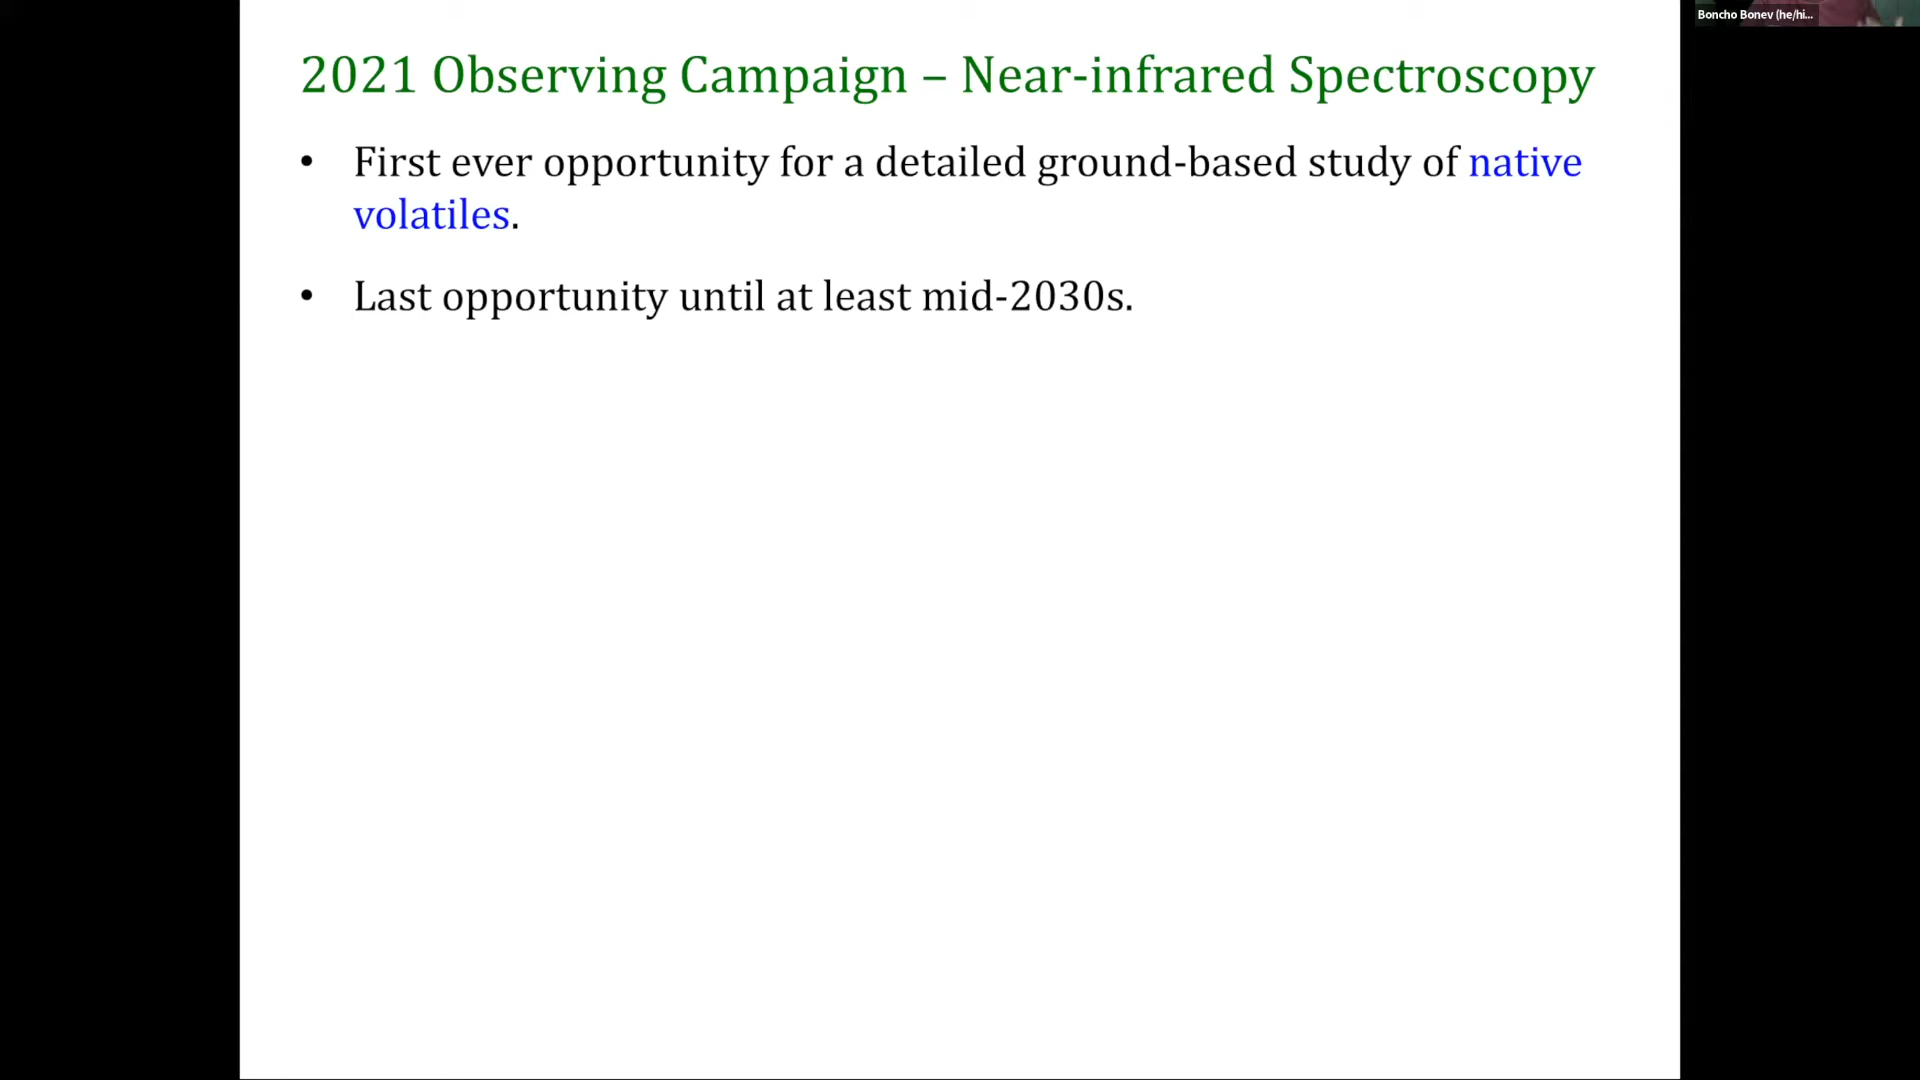 Boncho Bonev (he/hi...
2021 Observing Campaign – Near-infrared Spectroscopy
• First ever opportunity for a detailed ground-based study of native
volatiles.
• Last opportunity until at least mid-2030s.